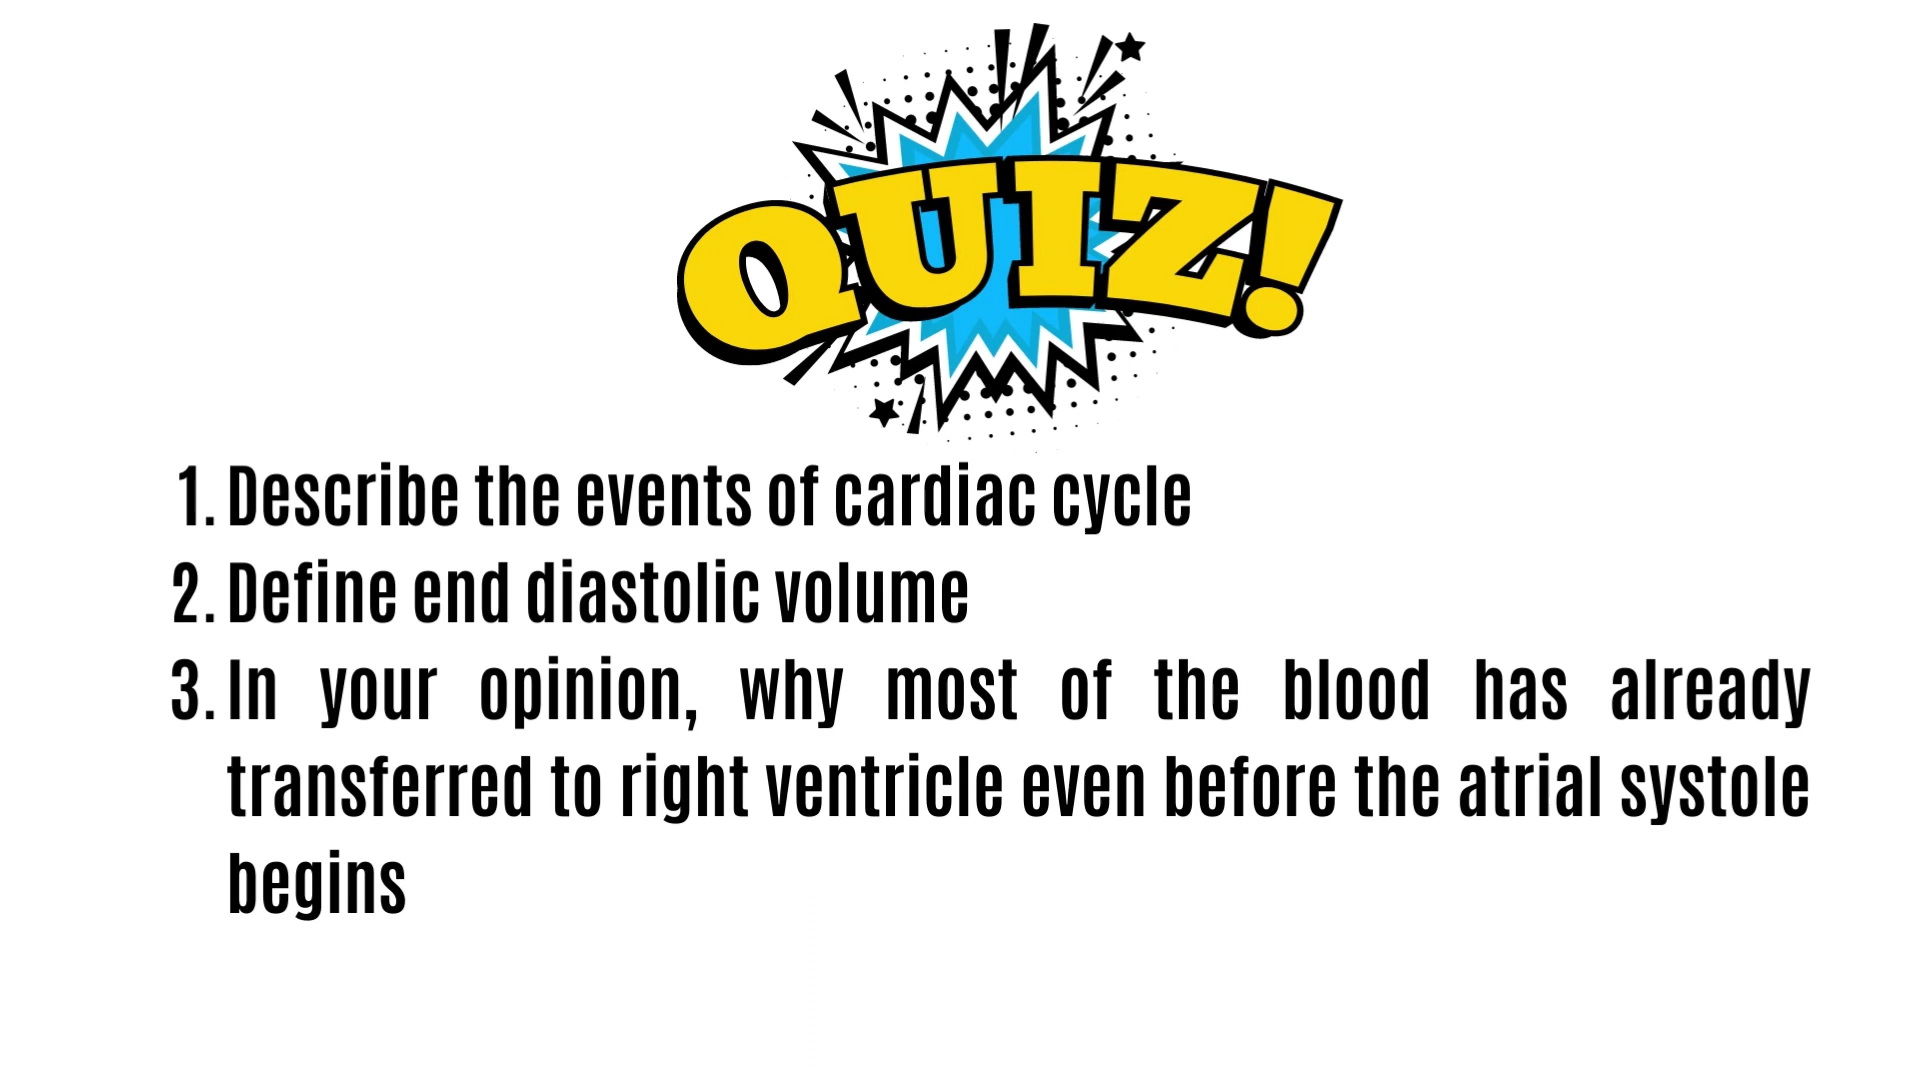 QUIZ!
1. Describe the events of cardiac cycle
2. Define end diastolic volume
3. In your opinion, why most of the blood has already
transferred to right ventricle even before the atrial systole
begins